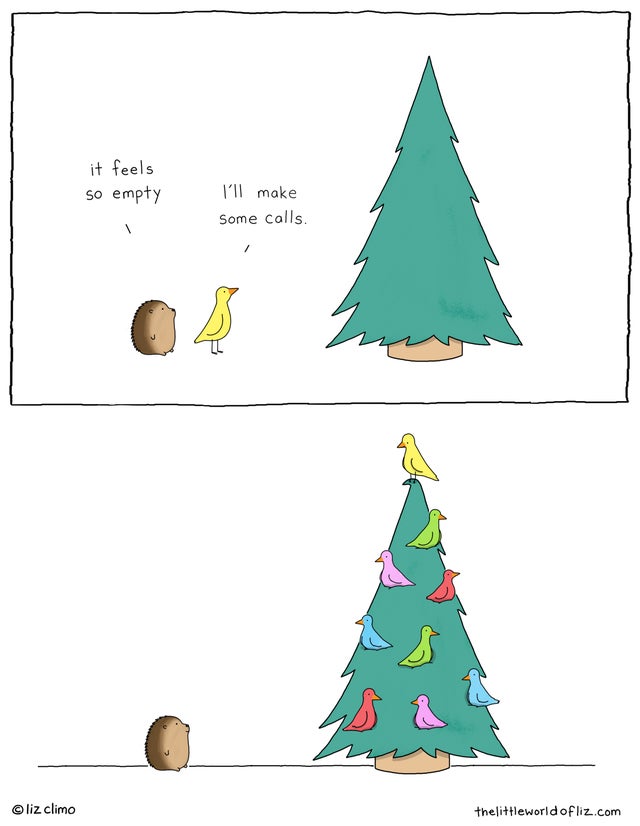 it feels
so empty
I'll make
some calls.
©liz climo
thelittleworldofliz.com